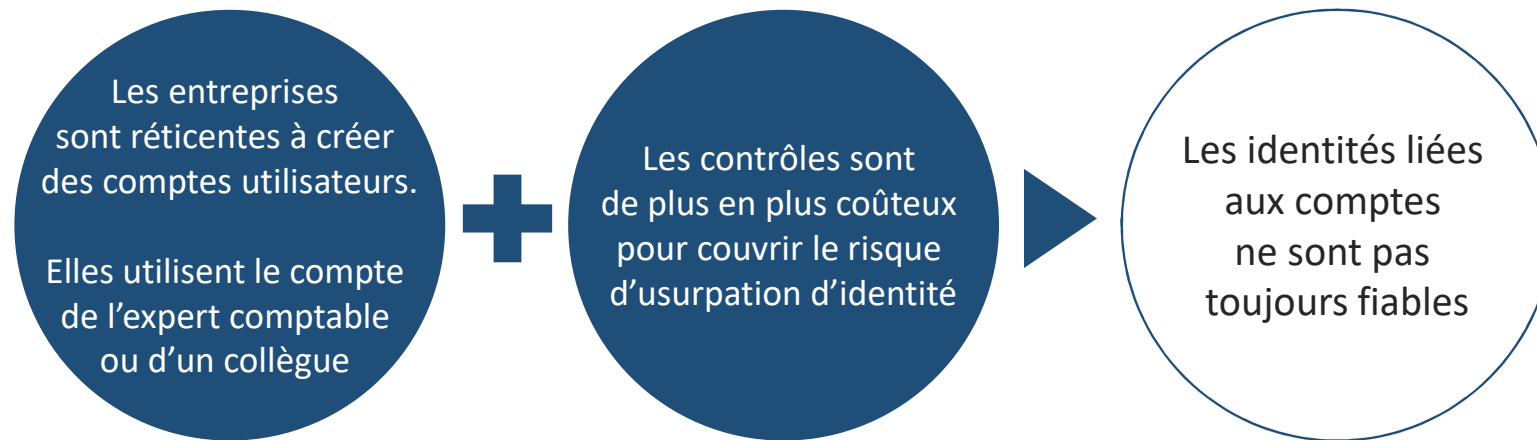 Les entreprises
sont réticentes à créer
des comptes utilisateurs.
Elles utilisent le compte
de l’expert comptable
ou d’un collègue
Les contrôles sont
de plus en plus coûteux
pour couvrir le risque
d’usurpation d’identité
Les identités liées
aux comptes
ne sont pas
toujours fiables